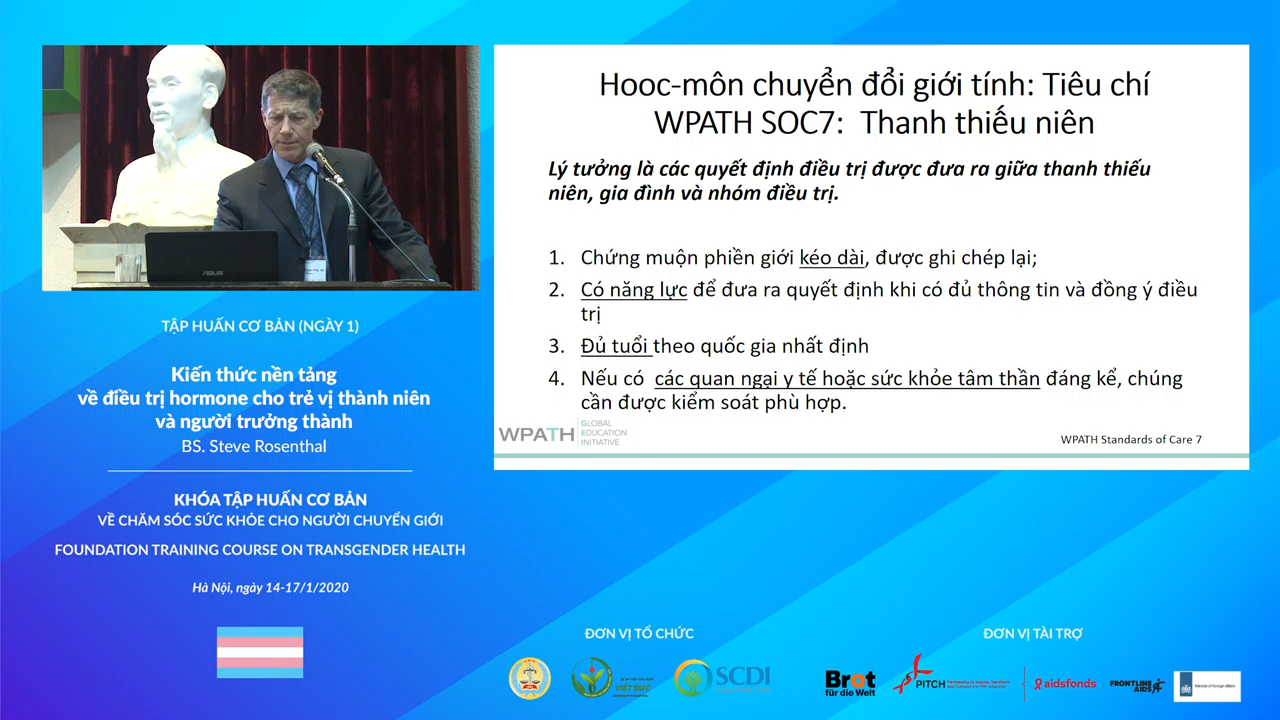 ASUS
TẬP HUẤN CƠ BẢN (NGÀY 1)
Kiến thức nền tảng
về điều trị hormone cho trẻ vị thành niên
và người trưởng thành
BS. Steve Rosenthal
KHÓA TẬP HUẤN CƠ BẢN
VỀ CHĂM SÓC SỨC KHỎE CHO NGƯỜI CHUYỂN GIỚI
FOUNDATION TRAINING COURSE ON TRANSGENDER HEALTH
Hà Nội, ngày 14-17/1/2020
Hooc-môn chuyển đổi giới tính: Tiêu chí
WPATH SOC7: Thanh thiếu niên
Lý tưởng là các quyết định điều trị được đưa ra giữa thanh thiếu
niên, gia đình và nhóm điều trị.
1. Chứng muộn phiền giới kéo dài, được ghi chép lại;
2. Có năng lực để đưa ra quyết định khi có đủ thông tin và đồng ý điều
trị
3. Đủ tuổi theo quốc gia nhất định
4. Nếu có các quan ngại y tế hoặc sức khỏe tâm thần đáng kể, chúng
cần được kiểm soát phù hợp.
WPATH
GLOBAL
EDUCATION
INITIATIVE
WPATH Standards of Care 7
ĐƠN VỊ TỔ CHỨC
VIỆT ĐỨC
SCDI
ĐƠN VỊ TÀI TRỢ
Brot
für die Welt
PITCH
aidsfonds
FRONTLINE
AIDS
Ministry of Foreign Affairs